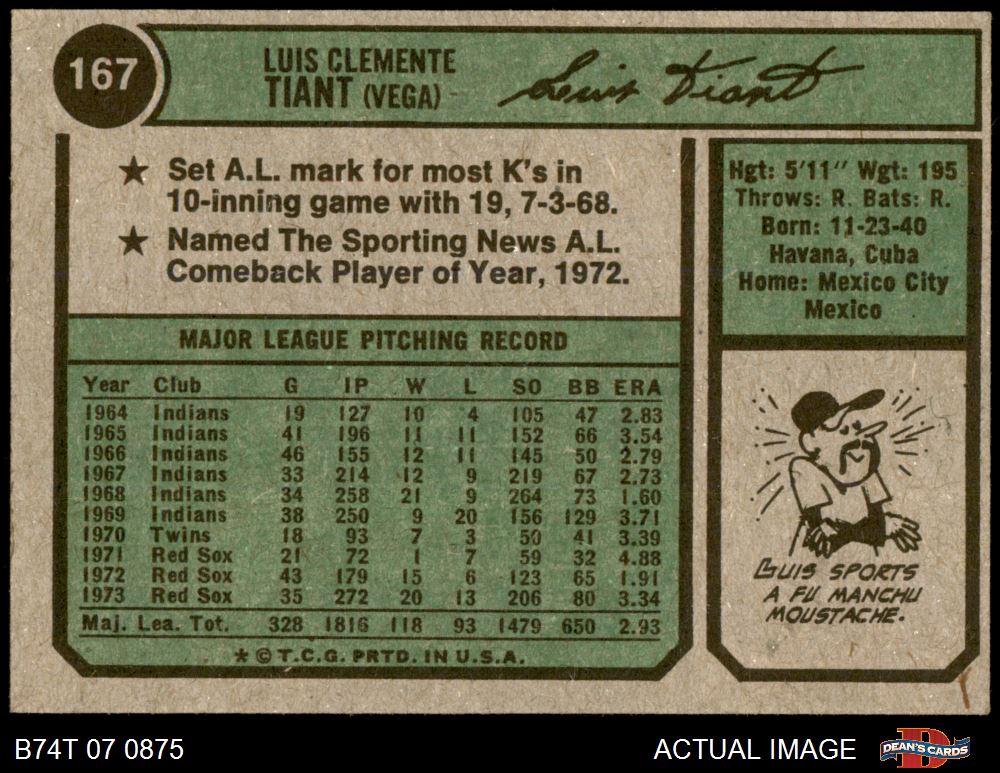 167
LUIS CLEMENTE
TIANT (VEGA)
Luis Tiant
★ Set A.L. mark for most K's in
10-inning game with 19, 7-3-68.
★ Named The Sporting News A.L.
Comeback Player of Year, 1972.
Hgt: 5'11" Wgt: 195
Throws: R. Bats: R.
Born: 11-23-40
Havana, Cuba
Home: Mexico City
Mexico
MAJOR LEAGUE PITCHING RECORD
Year Club G IP W L SO BB ERA
1964 Indians 19 127 10 4 105 47 2.83
1965 Indians 41 196 11 11 152 66 3.54
1966 Indians 46 155 12 11 145 50 2.79
1967 Indians 33 214 12 9 219 67 2.73
1968 Indians 34 258 21 9 264 73 1.60
1969 Indians 38 250 9 20 156 129 3.71
1970 Twins 18 93 7 3 50 41 3.39
1971 Red Sox 21 72 1 7 59 32 4.88
1972 Red Sox 43 179 15 6 123 65 1.91
1973 Red Sox 35 272 20 13 206 80 3.34
Maj. Lea. Tot. 328 1816 118 93 1479 650 2.93
* © T.C.G. PRTD. IN U.S.A.
LUIS SPORTS
A FU MANCHU
MOUSTACHE.
B74T 07 0875
ACTUAL IMAGE
DEAN'S CARDS